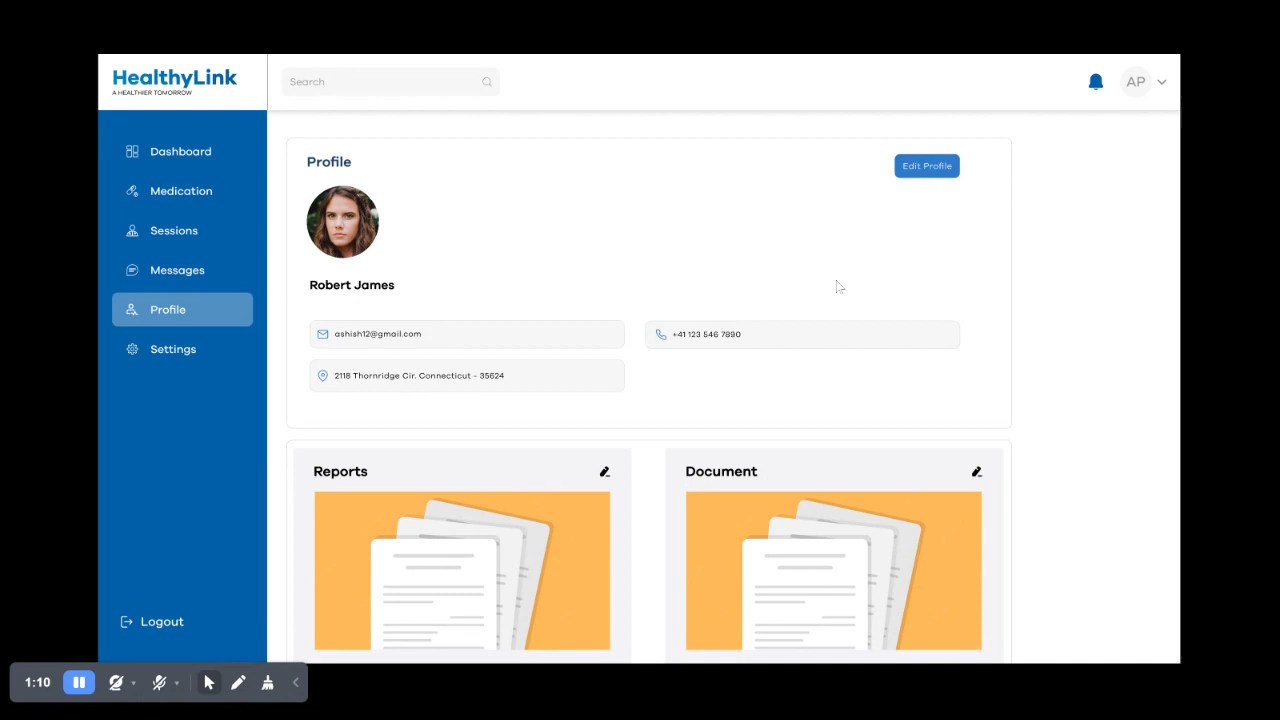 HealthyLink
A HEALTHIER TOMORROW
Search
AP
Dashboard
Medication
Sessions
Messages
Profile
Settings
Logout
Profile
Edit Profile
Robert James
ashish12@gmail.com
+41 123 546 7890
2118 Thornridge Cir. Connecticut - 35624
Reports
Document
1:10